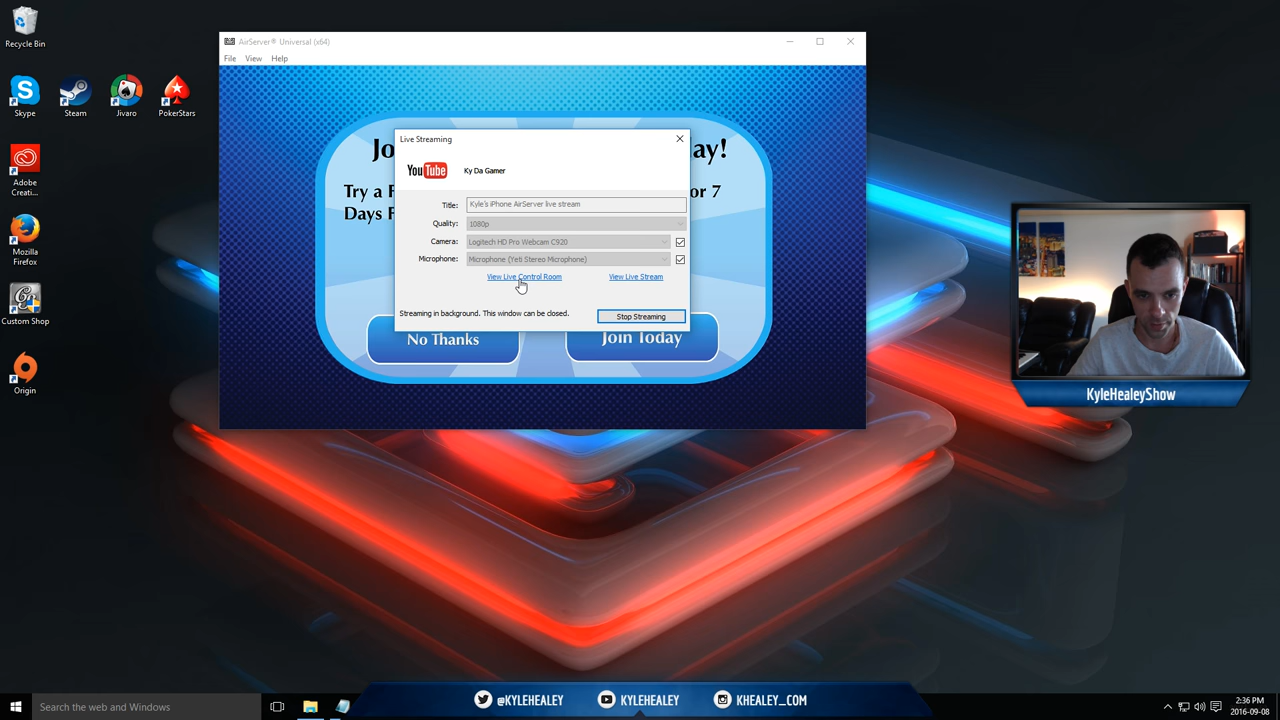 Recycle Bin
Skype
Steam
Jivaro
PokerStars
Adobe
Creati...
Mozilla
Firefox
Custom Shop
Origin
AirServer® Universal (x64)
File View Help
Jo
ay!
Try a F
or 7
Days F
Live Streaming
YouTube
Ky Da Gamer
Title: Kyle's iPhone AirServer live stream
Quality: 1080p
Camera: Logitech HD Pro Webcam C920
Microphone: Microphone (Yeti Stereo Microphone)
View Live Control Room View Live Stream
Streaming in background. This window can be closed. Stop Streaming
No Thanks Join Today
KyleHealeyShow
@KYLEHEALEY KYLEHEALEY KHEALEY_COM
Search the web and Windows
2:36 PM
2016-09-08